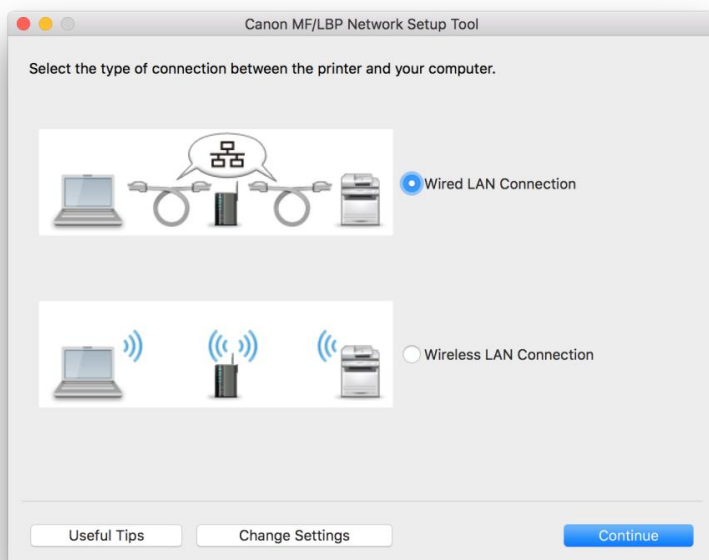 Canon MF/LBP Network Setup Tool
Select the type of connection between the printer and your computer.
Wired LAN Connection
Wireless LAN Connection
Useful Tips
Change Settings
Continue